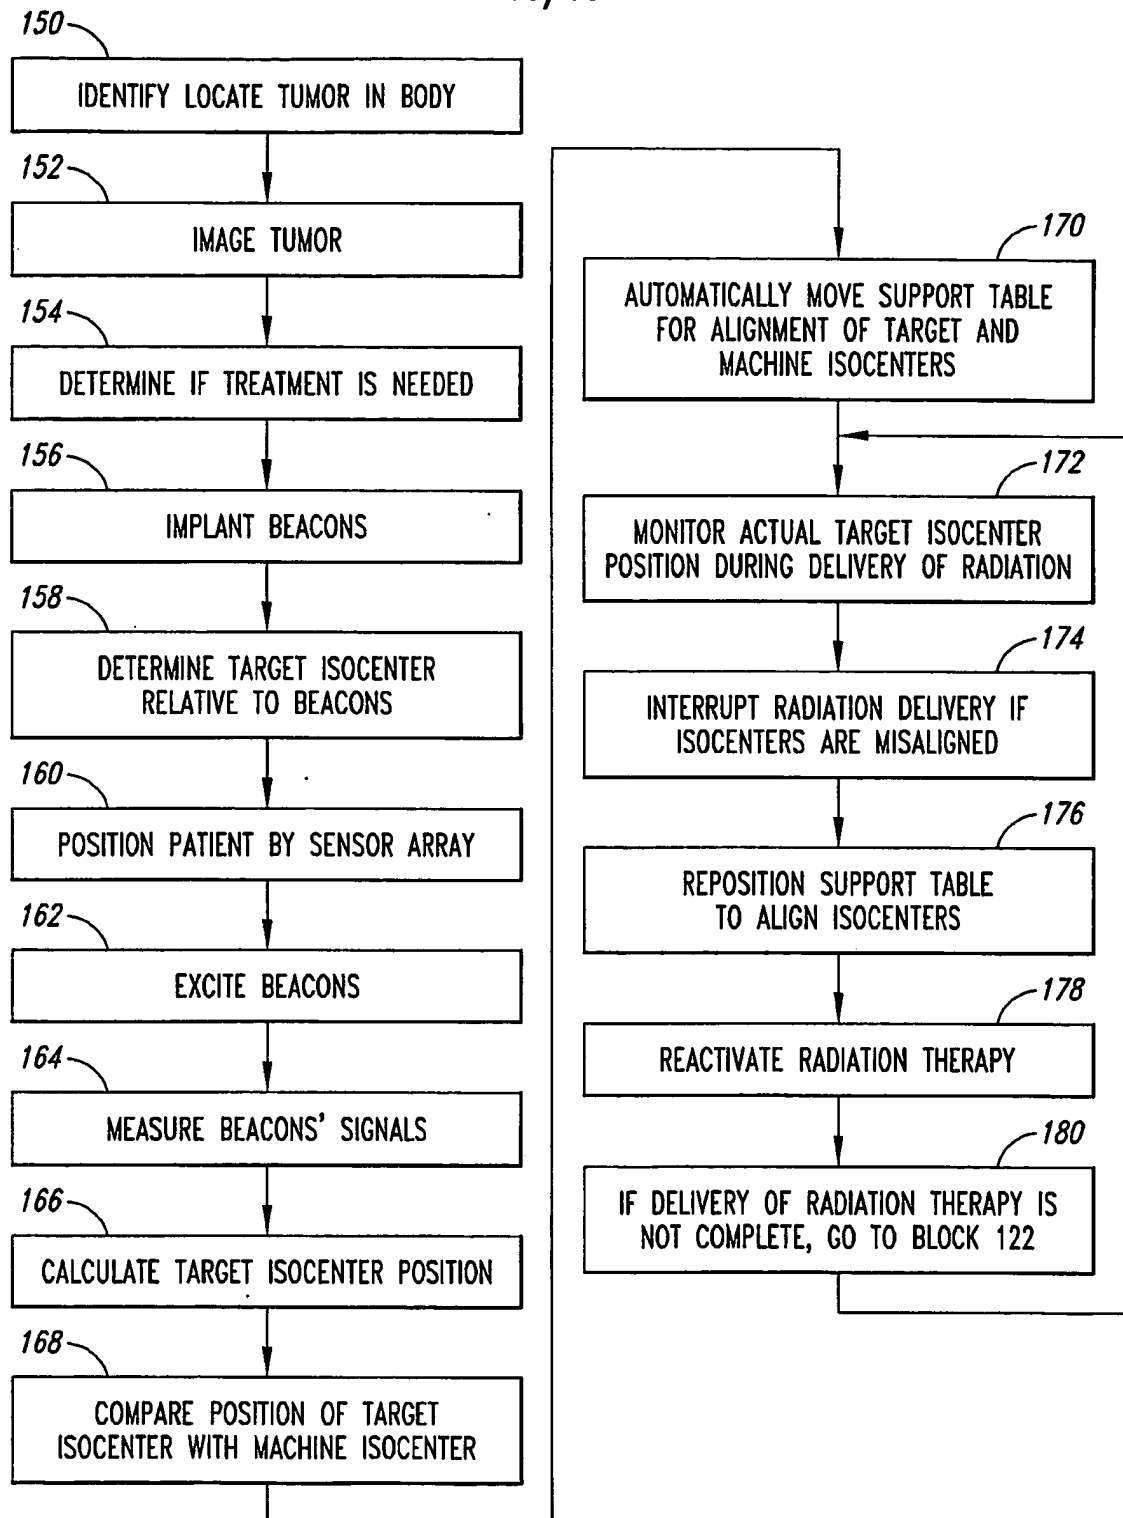 150
IDENTIFY LOCATE TUMOR IN BODY
152
IMAGE TUMOR
154
DETERMINE IF TREATMENT IS NEEDED
156
IMPLANT BEACONS
158
DETERMINE TARGET ISOCENTER
RELATIVE TO BEACONS
160
POSITION PATIENT BY SENSOR ARRAY
162
EXCITE BEACONS
164
MEASURE BEACONS' SIGNALS
166
CALCULATE TARGET ISOCENTER POSITION
168
COMPARE POSITION OF TARGET
ISOCENTER WITH MACHINE ISOCENTER
170
AUTOMATICALLY MOVE SUPPORT TABLE
FOR ALIGNMENT OF TARGET AND
MACHINE ISOCENTERS
172
MONITOR ACTUAL TARGET ISOCENTER
POSITION DURING DELIVERY OF RADIATION
174
INTERRUPT RADIATION DELIVERY IF
ISOCENTERS ARE MISALIGNED
176
REPOSITION SUPPORT TABLE
TO ALIGN ISOCENTERS
178
REACTIVATE RADIATION THERAPY
180
IF DELIVERY OF RADIATION THERAPY IS
NOT COMPLETE, GO TO BLOCK 122